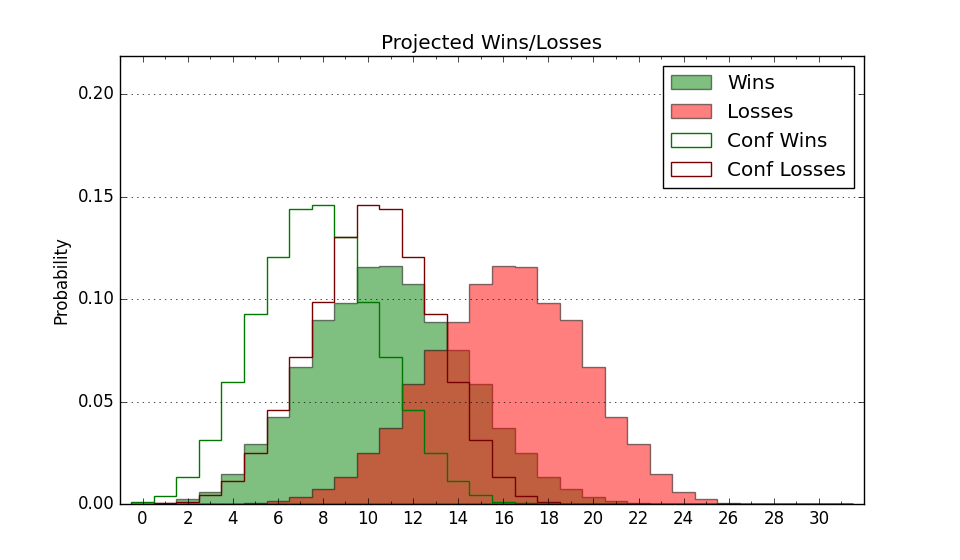 Projected Wins/Losses
Wins
Losses
Conf Wins
Conf Losses
Probability
0.20
0.15
0.10
0.05
0.00
0 2 4 6 8 10 12 14 16 18 20 22 24 26 28 30